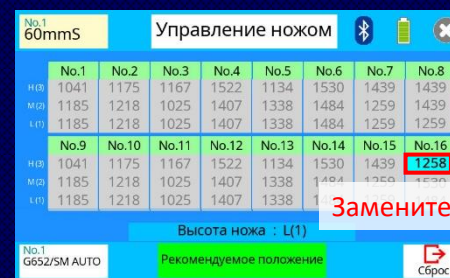 No.1
60mmS
Управление ножом
No.1 No.2 No.3 No.4 No.5 No.6 No.7 No.8
H (3) 1041 1175 1167 1522 1134 1530 1439 1439
M (2) 1185 1218 1025 1407 1338 1484 1259 1439
L (1) 1185 1218 1025 1407 1338 1484 1259 1259
No.9 No.10 No.11 No.12 No.13 No.14 No.15 No.16
H (3) 1041 1175 1167 1522 1134 1530 1439 1258
M (2) 1185 1218 1025 1407 1338 1484 1259 1530
L (1) 1185 1218 1025 1407 1338
Замените
Высота ножа : L(1)
No.1
G652/SM AUTO
Рекомендуемое положение
Сброс